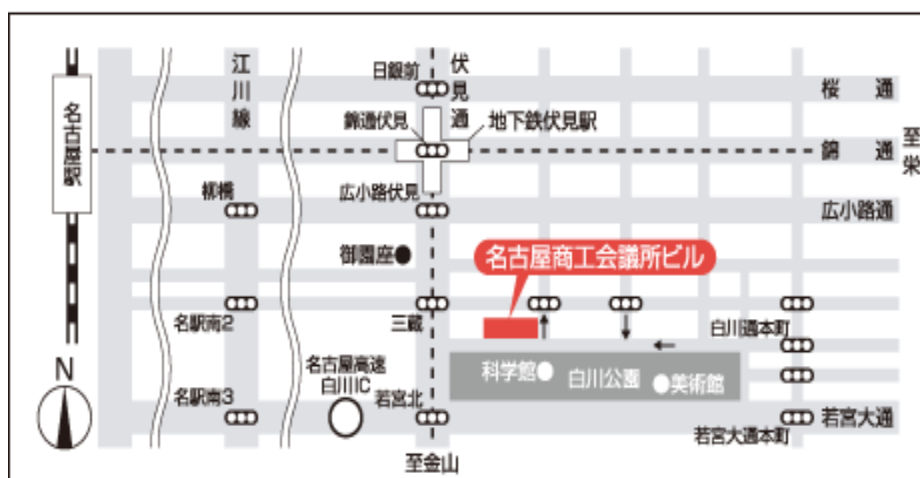 江川線
伏見通
日銀前
桜通
名古屋駅
錦通伏見
地下鉄伏見駅
錦通
至栄
柳橋
広小路伏見
広小路通
御園座
名古屋商工会議所ビル
名駅南2
三蔵
白川通本町
N
名古屋高速
白川IC
科学館
白川公園
美術館
名駅南3
若宮北
若宮大通
若宮大通本町
至金山